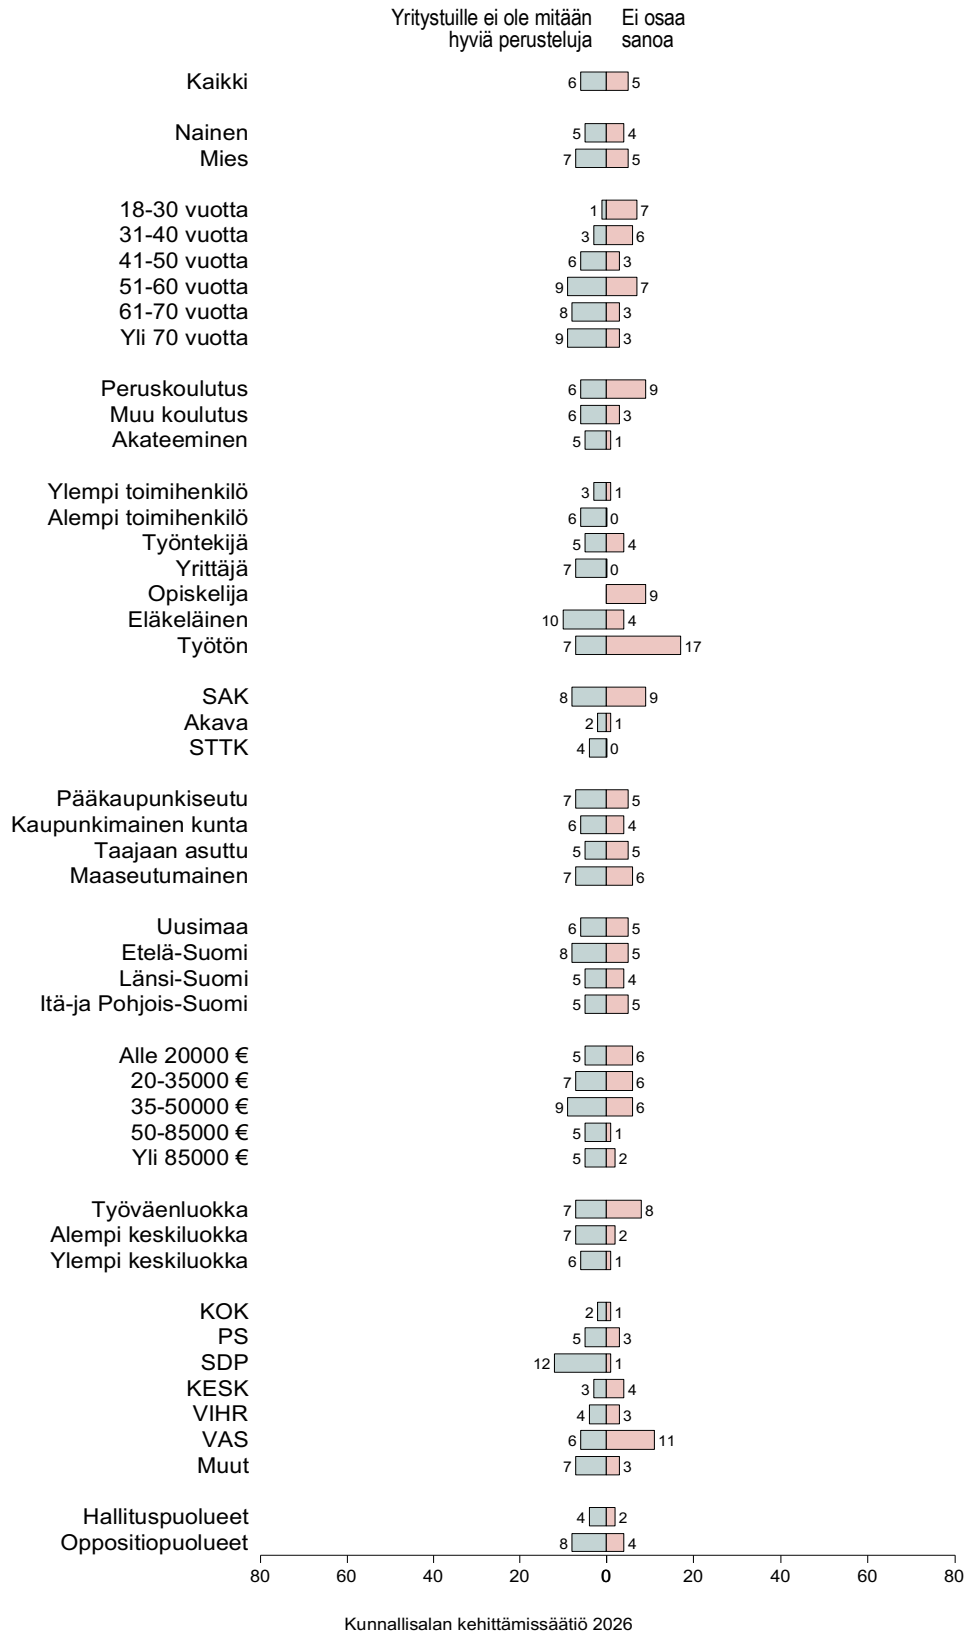 Yritystuille ei ole mitään hyviä perusteluja
Ei osaa sanoa
Kaikki 6 5
Nainen 5 4
Mies 7 5
18-30 vuotta 1 7
31-40 vuotta 3 6
41-50 vuotta 6 3
51-60 vuotta 9 7
61-70 vuotta 8 3
Yli 70 vuotta 9 3
Peruskoulutus 6 9
Muu koulutus 6 3
Akateeminen 5 1
Ylempi toimihenkilö 3 1
Alempi toimihenkilö 6 0
Työntekijä 5 4
Yrittäjä 7 0
Opiskelija 9
Eläkeläinen 10 4
Työtön 7 17
SAK 8 9
Akava 2 1
STTK 4 0
Pääkaupunkiseutu 7 5
Kaupunkimainen kunta 6 4
Taajaan asuttu 5 5
Maaseutumainen 7 6
Uusimaa 6 5
Etelä-Suomi 8 5
Länsi-Suomi 5 4
Itä-ja Pohjois-Suomi 5 5
Alle 20000 € 5 6
20-35000 € 7 6
35-50000 € 9 6
50-85000 € 5 1
Yli 85000 € 5 2
Työväenluokka 7 8
Alempi keskiluokka 7 2
Ylempi keskiluokka 6 1
KOK 2 1
PS 5 3
SDP 12 1
KESK 3 4
VIHR 4 3
VAS 6 11
Muut 7 3
Hallituspuolueet 4 2
Oppositiopuolueet 8 4
80 60 40 20 0 20 40 60 80
Kunnallisalan kehittämissäätiö 2026